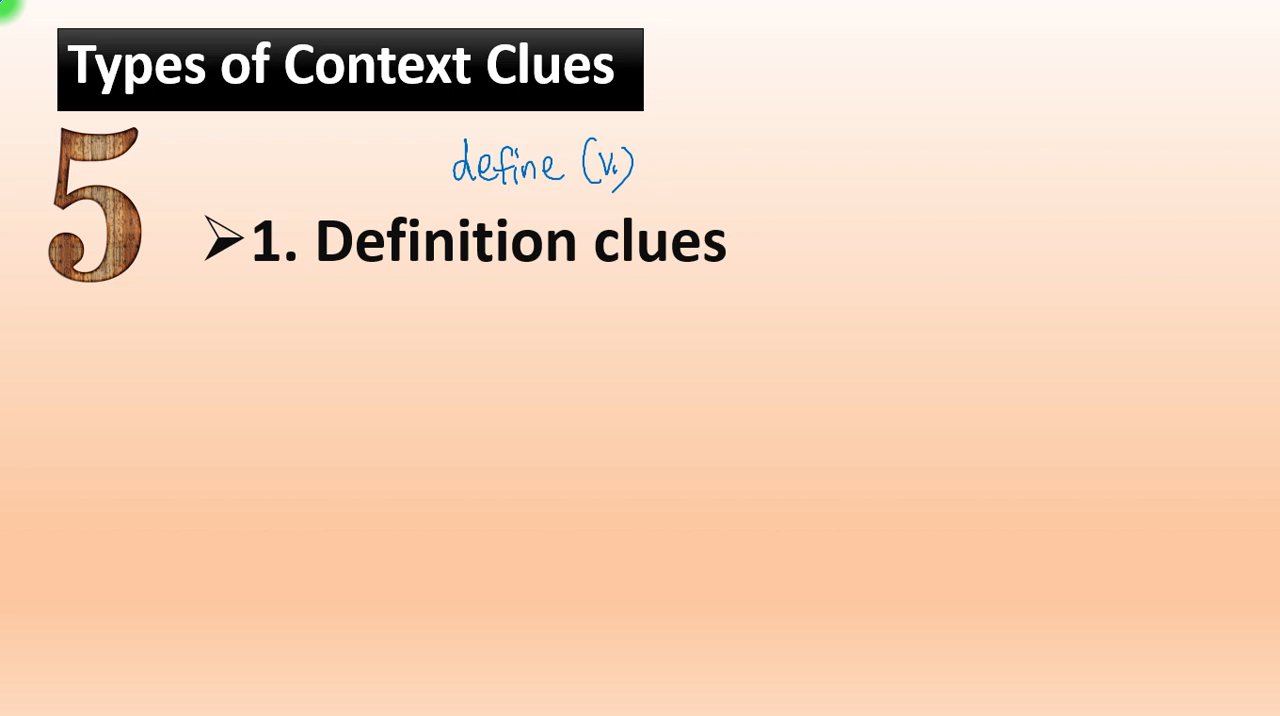 Types of Context Clues
5
define (v.)
➢1. Definition clues